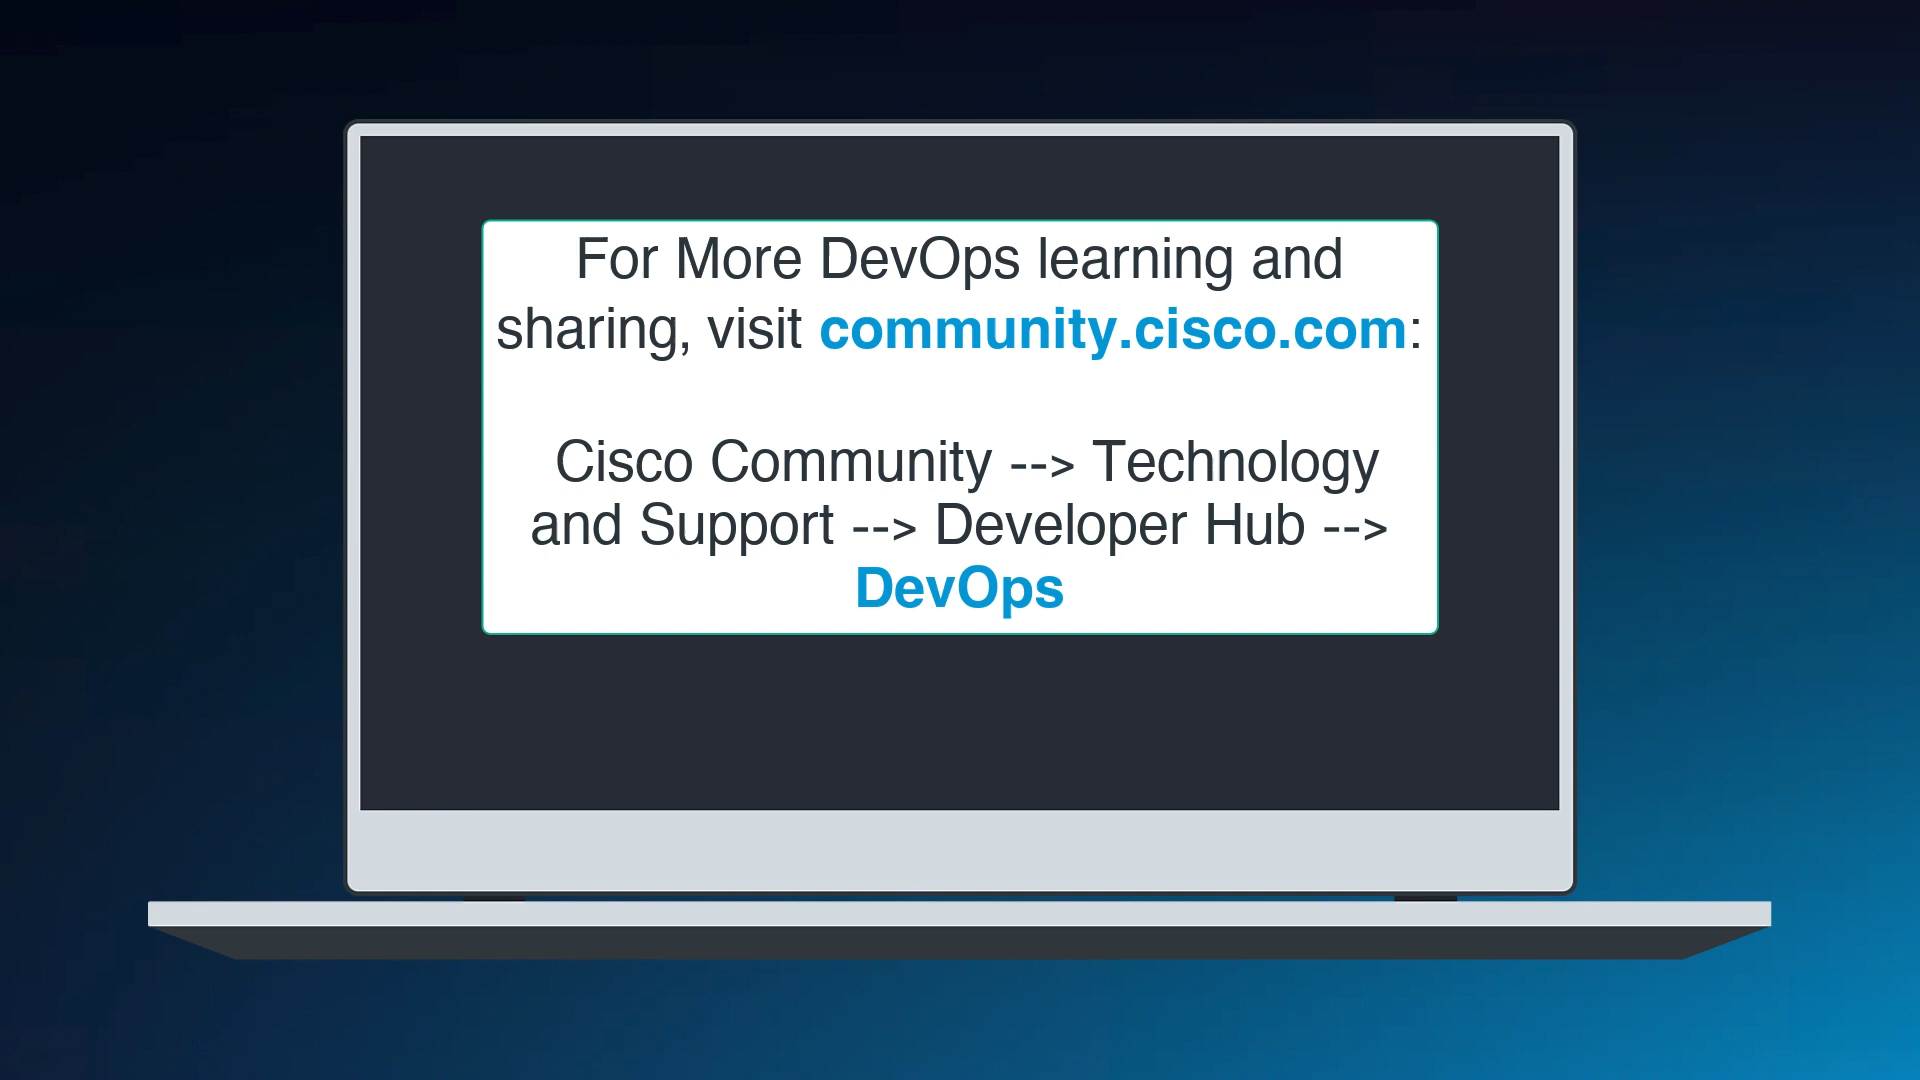 For More DevOps learning and
sharing, visit community.cisco.com:
Cisco Community --> Technology
and Support --> Developer Hub -->
DevOps